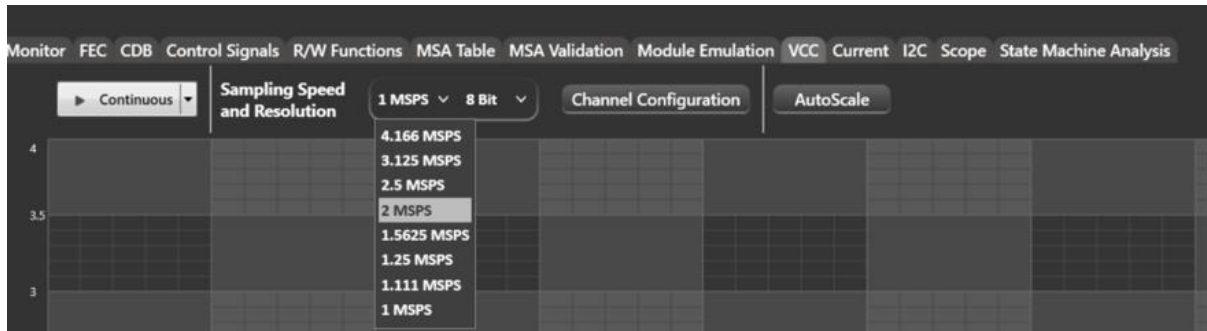 Monitor FEC CDB Control Signals R/W Functions MSA Table MSA Validation Module Emulation VCC Current I2C Scope State Machine Analysis
Continuous
Sampling Speed
and Resolution
1 MSPS 8 Bit
Channel Configuration
AutoScale
4.166 MSPS
3.125 MSPS
2.5 MSPS
2 MSPS
1.5625 MSPS
1.25 MSPS
1.111 MSPS
1 MSPS
4
3.5
3